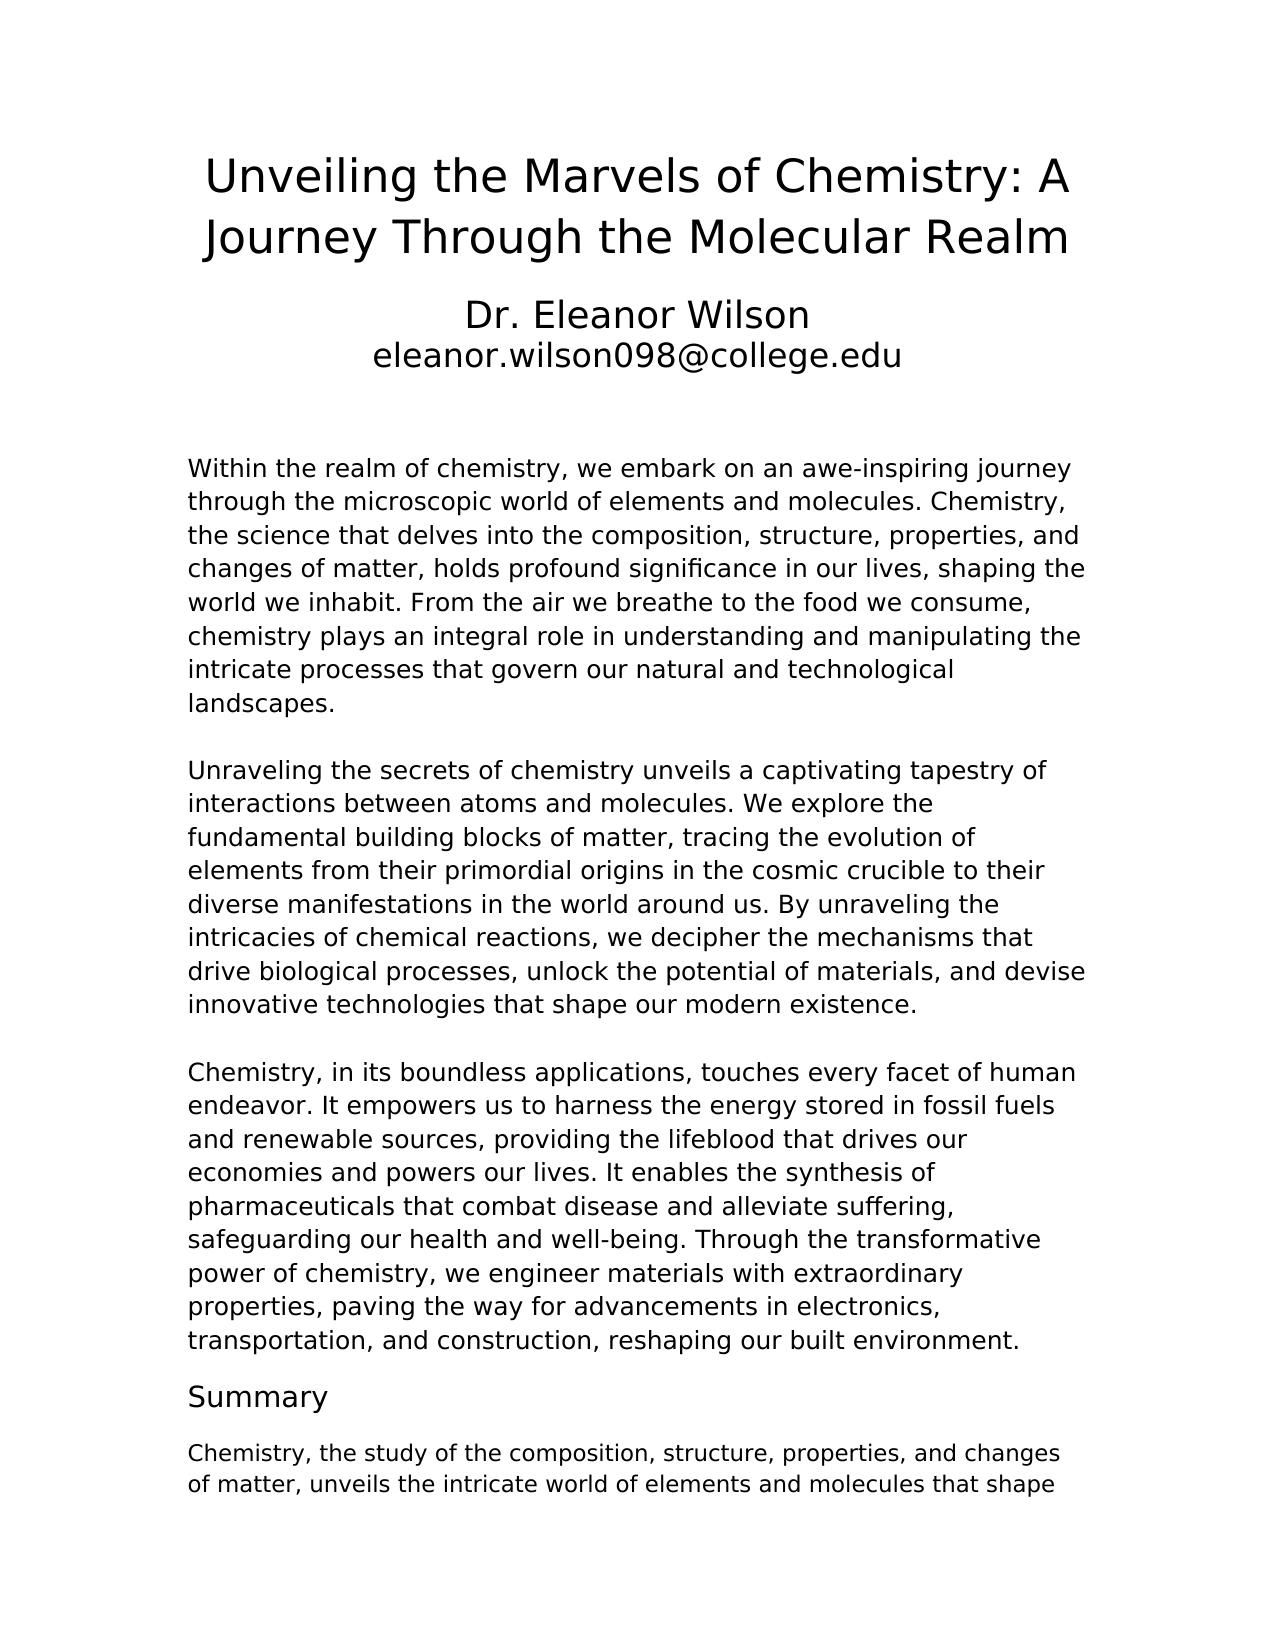 Unveiling the Marvels of Chemistry: A
Journey Through the Molecular Realm
Dr. Eleanor Wilson
eleanor.wilson098@college.edu
Within the realm of chemistry, we embark on an awe-inspiring journey
through the microscopic world of elements and molecules. Chemistry,
the science that delves into the composition, structure, properties, and
changes of matter, holds profound significance in our lives, shaping the
world we inhabit. From the air we breathe to the food we consume,
chemistry plays an integral role in understanding and manipulating the
intricate processes that govern our natural and technological
landscapes.
Unraveling the secrets of chemistry unveils a captivating tapestry of
interactions between atoms and molecules. We explore the
fundamental building blocks of matter, tracing the evolution of
elements from their primordial origins in the cosmic crucible to their
diverse manifestations in the world around us. By unraveling the
intricacies of chemical reactions, we decipher the mechanisms that
drive biological processes, unlock the potential of materials, and devise
innovative technologies that shape our modern existence.
Chemistry, in its boundless applications, touches every facet of human
endeavor. It empowers us to harness the energy stored in fossil fuels
and renewable sources, providing the lifeblood that drives our
economies and powers our lives. It enables the synthesis of
pharmaceuticals that combat disease and alleviate suffering,
safeguarding our health and well-being. Through the transformative
power of chemistry, we engineer materials with extraordinary
properties, paving the way for advancements in electronics,
transportation, and construction, reshaping our built environment.
Summary
Chemistry, the study of the composition, structure, properties, and changes
of matter, unveils the intricate world of elements and molecules that shape